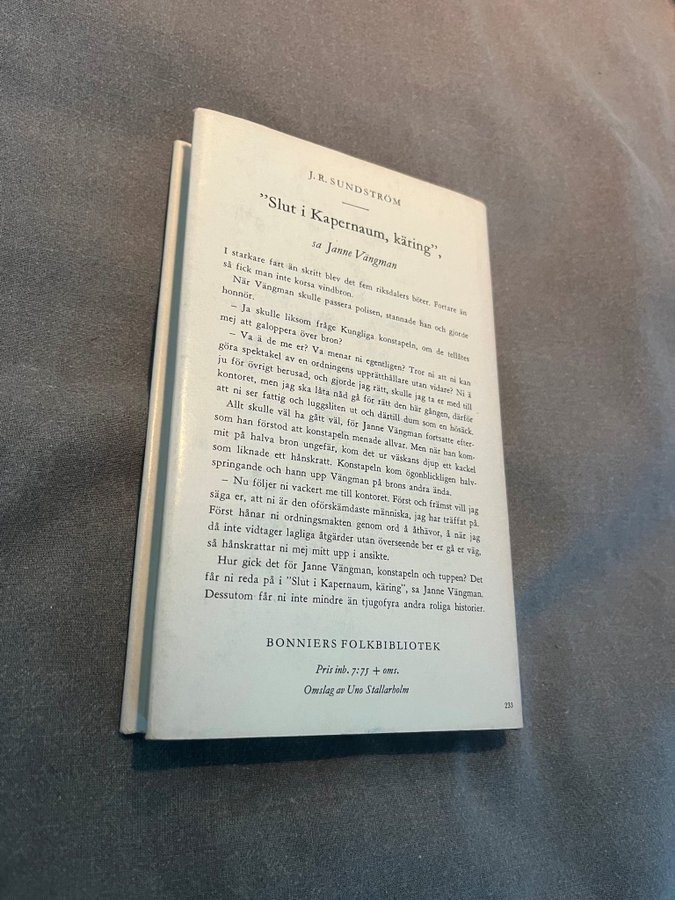 J. R. SUNDSTRÖM
"Slut i Kapernaum, käring",
sa Janne Vängman
I starkare fart än skritt blev det fem riksdalers böter. Fortare än
så fick man inte korsa vindbron.
När Vängman skulle passera polisen, stannade han och gjorde
honnör.
– Ja skulle liksom fråge Kungliga konstapeln, om de tellåtes
mej att galoppera över bron?
– Va ä de me er? Va menar ni egentligen? Tror ni att ni kan
göra spektakel av en ordningens upprätthållare utan vidare? Ni ä
ju för övrigt berusad, och gjorde jag rätt, skulle jag ta er med till
kontoret, men jag ska låta nåd gå för rätt den här gången, därför
att ni ser fattig och luggsliten ut och därtill dum som en hösäck.
Allt skulle väl ha gått väl, för Janne Vängman fortsatte efter-
som han förstod att konstapeln menade allvar. Men när han kom-
mit på halva bron ungefär, kom det ur väskans djup ett kackel
som liknade ett hånskratt. Konstapeln kom ögonblickligen halv-
springande och hann upp Vängman på brons andra ända.
– Nu följer ni vackert me till kontoret. Först och främst vill jag
säga er, att ni är den oförskämdaste människa, jag har träffat på.
Först hånar ni ordningsmakten genom ord å åthävor, å när jag
då inte vidtager lagliga åtgärder utan överseende ber er gå er väg,
så hånskrattar ni mej mitt upp i ansikte.
Hur gick det för Janne Vängman, konstapeln och tuppen? Det
får ni reda på i "Slut i Kapernaum, käring", sa Janne Vängman.
Dessutom får ni inte mindre än tjugofyra andra roliga historier.
BONNIERS FOLKBIBLIOTEK
Pris inb. 7:75 + oms.
Omslag av Uno Stallarholm
233